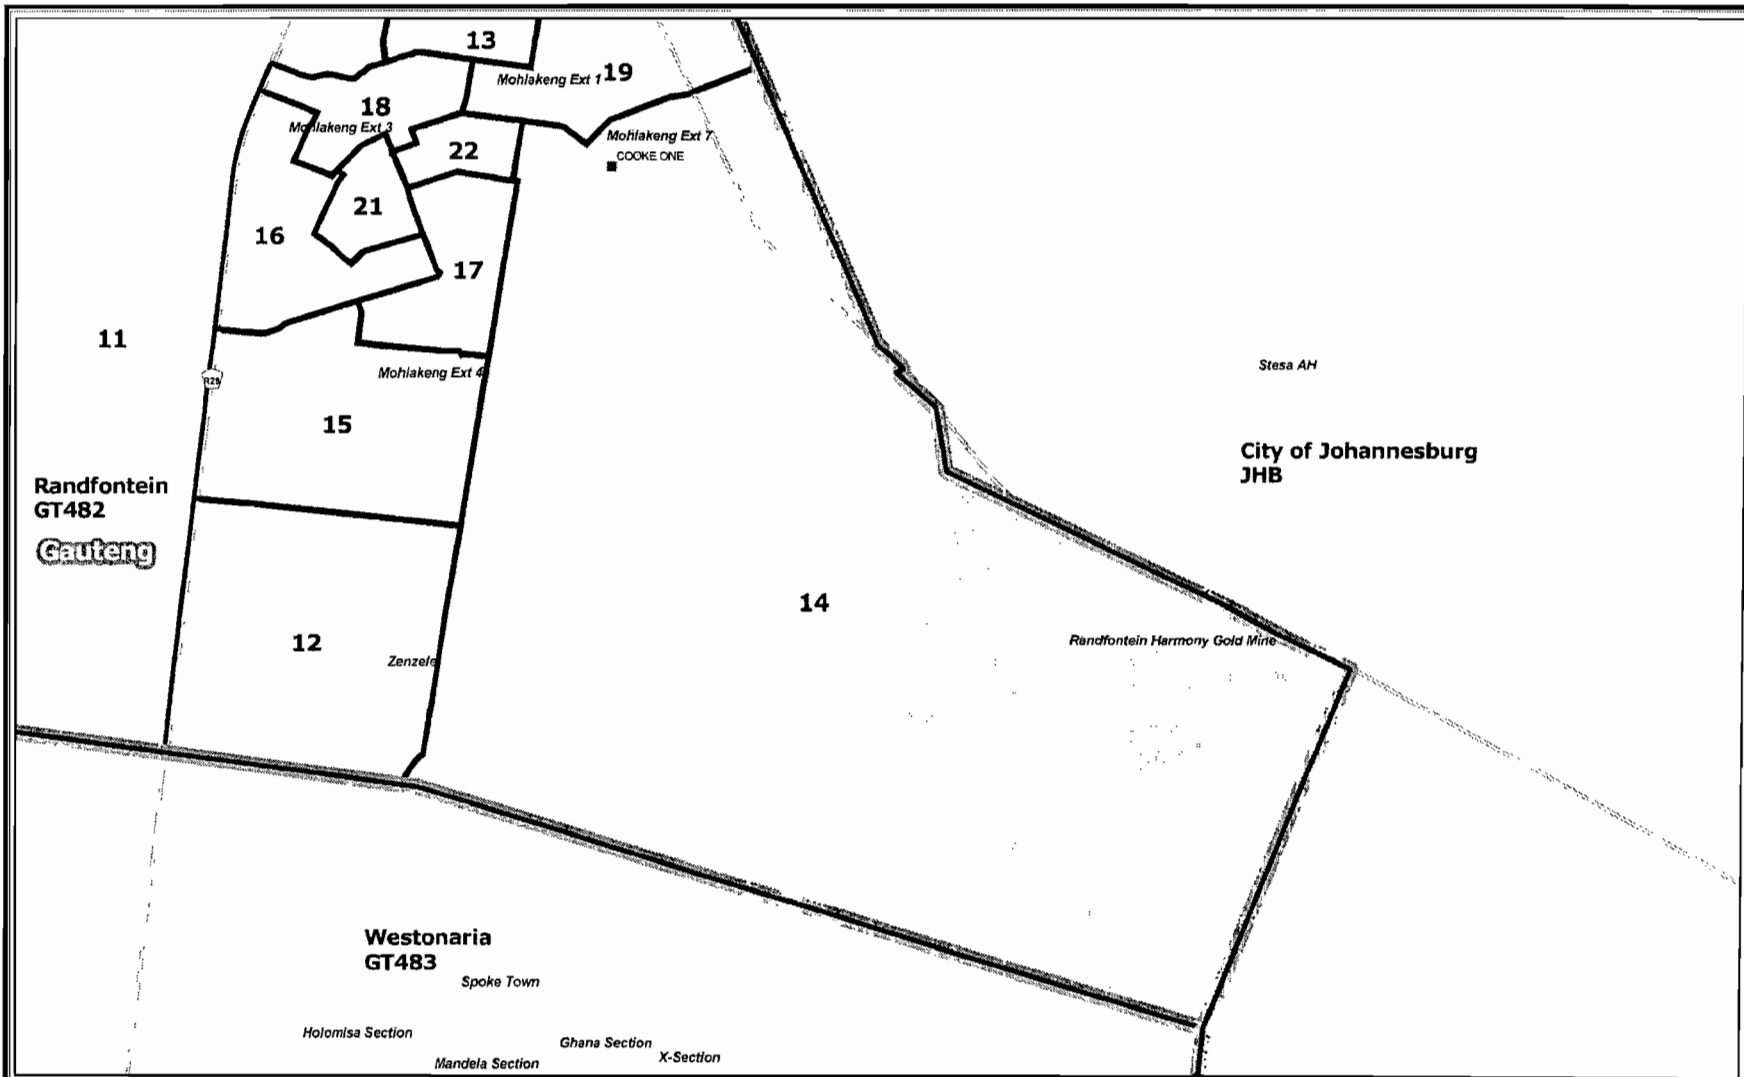 13
Mohlakeng Ext 1 19
18
Mohlakeng Ext 3
Mohlakeng Ext 7
22
COOKE ONE
21
16
17
11
Stesa AH
Mohlakeng Ext 4
R28
15
City of Johannesburg
JHB
Randfontein
GT482
Gauteng
14
12
Randfontein Harmony Gold Mine
Zenzele
Westonaria
GT483
Spoke Town
Holomisa Section
Ghana Section
X-Section
Mandela Section